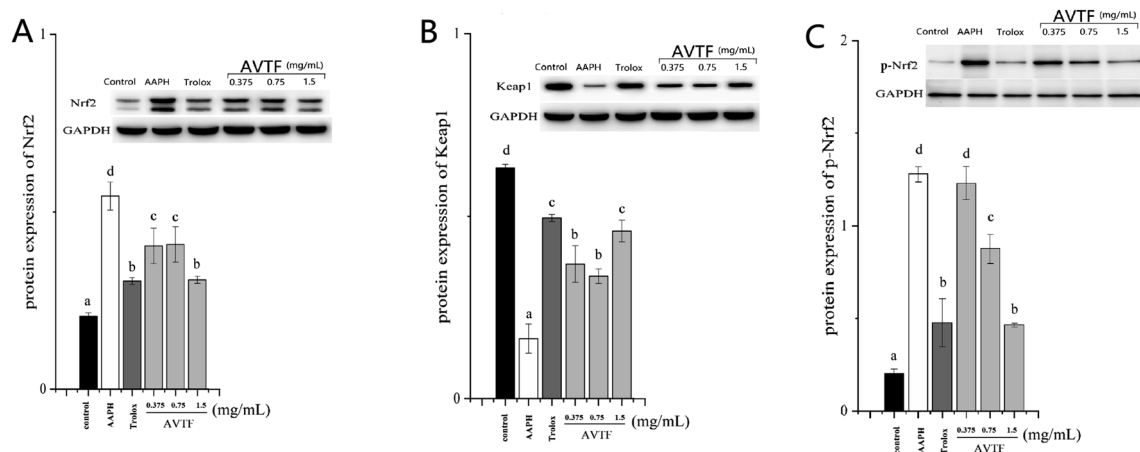 A
AVTF (mg/mL)
Control AAPH Trolox 0.375 0.75 1.5
Nrf2
GAPDH
protein expression of Nrf2
1
0
a
d
b
c
c
b
control AAPH Trolox 0.375 0.75 1.5 (mg/mL)
AVTF
B
AVTF (mg/mL)
Control AAPH Trolox 0.375 0.75 1.5
Keap1
GAPDH
protein expression of Keap1
1
0
d
a
c
b
b
c
control AAPH Trolox 0.375 0.75 1.5 (mg/mL)
AVTF
C
AVTF (mg/mL)
Control AAPH Trolox 0.375 0.75 1.5
p-Nrf2
GAPDH
protein expression of p-Nrf2
2
1
0
a
d
b
d
c
b
control AAPH Trolox 0.375 0.75 1.5 (mg/mL)
AVTF